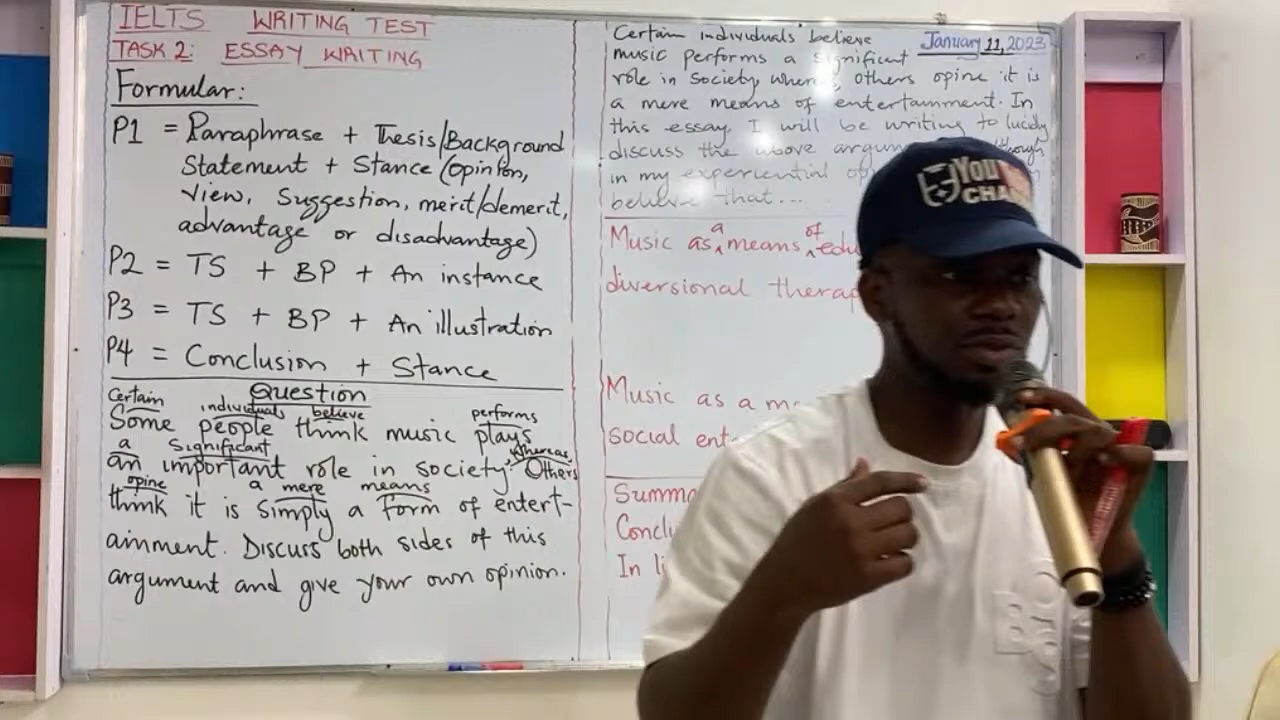 IELTS WRITING TEST
TASK 2: ESSAY WRITING
Formular:
P1 = Paraphrase + Thesis/Background
Statement + Stance (opinion,
view, suggestion, merit/demerit,
advantage or disadvantage)
P2 = TS + BP + An instance
P3 = TS + BP + An illustration
P4 = Conclusion + Stance
Question
Certain individuals believe performs
Some people think music plays
a significant whereas,
an important role in society. Others
opine a mere means
think it is simply a form of entert-
ainment. Discuss both sides of this
argument and give your own opinion.
January 11, 2023
Certain individuals believe
music performs a significant
role in society others opine it is
a mere means of entertainment. In
this essay, I will be writing to lucidly
discuss the above
in my experiential
believe that...
a of
Music as means
diversional
Music as a
social
In
YOU
CHA